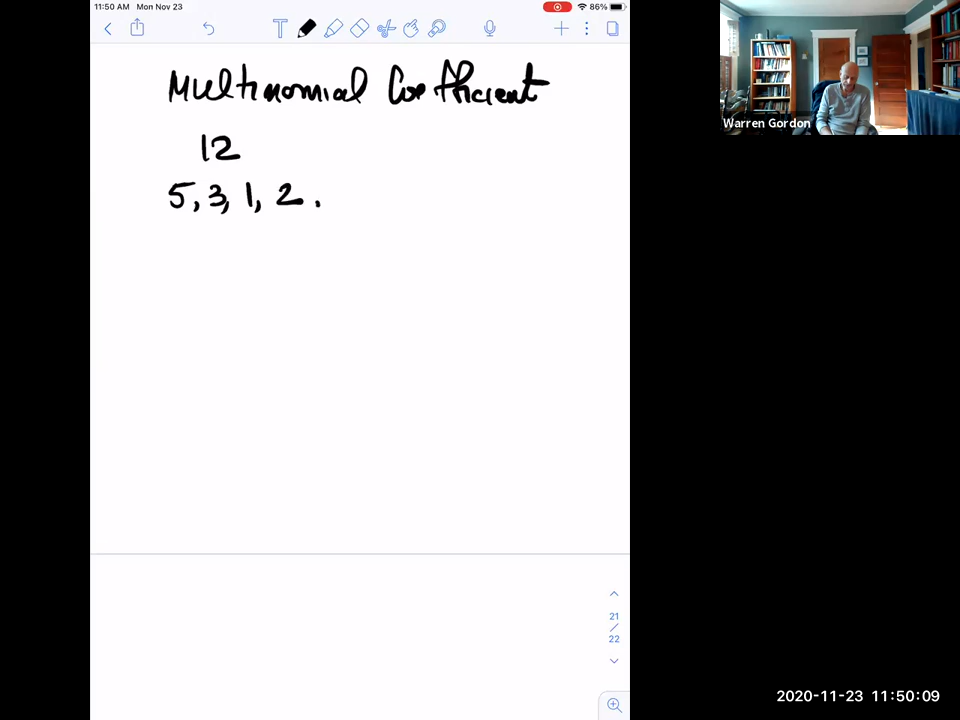 11:50 AM Mon Nov 23
86%
T
Multinomial Coefficient
12
5, 3, 1, 2.
21
/
22
Warren Gordon
2020-11-23 11:50:09